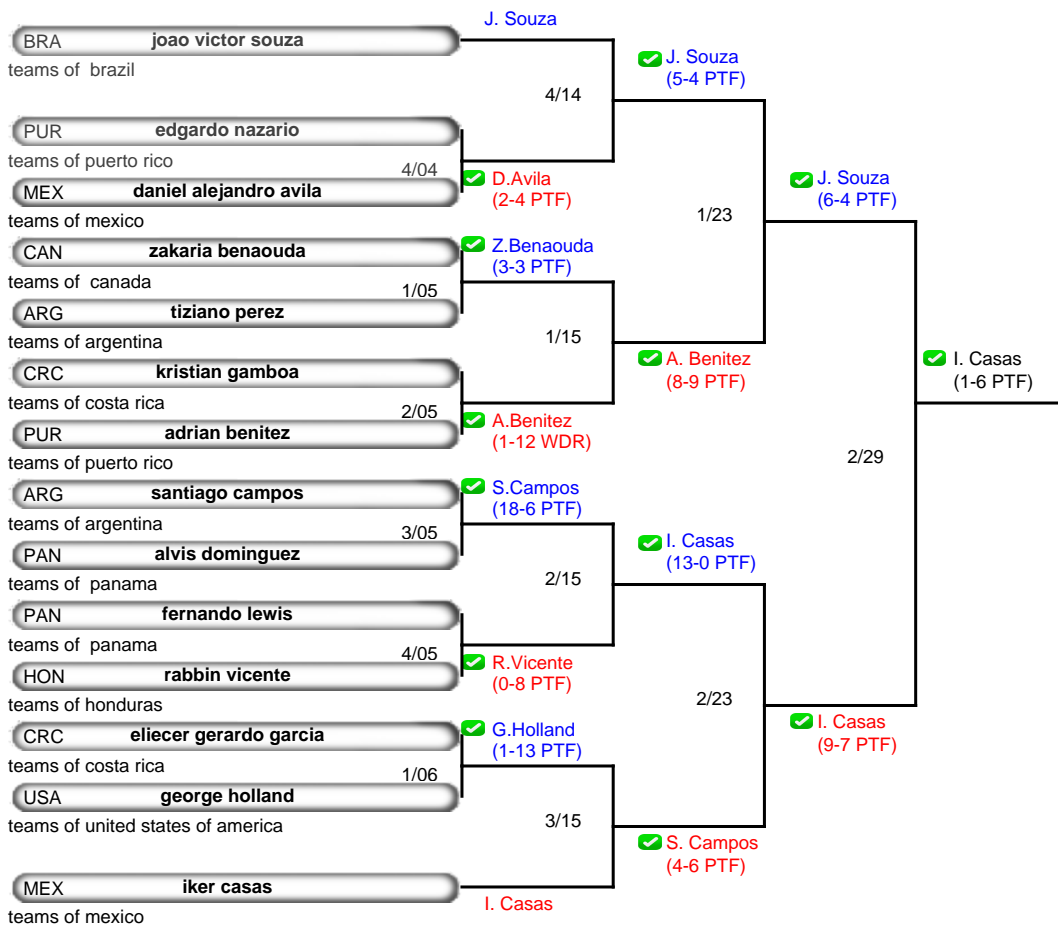 J. Souza
BRA joao victor souza
teams of  brazil
J. Souza
(5-4 PTF)
4/14
PUR edgardo nazario
teams of puerto rico
4/04
MEX daniel alejandro avila
teams of mexico
D.Avila
(2-4 PTF)
J. Souza
(6-4 PTF)
1/23
CAN zakaria benaouda
teams of  canada
Z.Benaouda
(3-3 PTF)
1/05
ARG tiziano perez
teams of argentina
1/15
A. Benitez
(8-9 PTF)
I. Casas
(1-6 PTF)
CRC kristian gamboa
teams of costa rica
2/05
PUR adrian benitez
teams of puerto rico
A.Benitez
(1-12 WDR)
2/29
ARG santiago campos
teams of argentina
S.Campos
(18-6 PTF)
3/05
PAN alvis dominguez
teams of  panama
I. Casas
(13-0 PTF)
2/15
PAN fernando lewis
teams of  panama
4/05
HON rabbin vicente
teams of honduras
R.Vicente
(0-8 PTF)
2/23
I. Casas
(9-7 PTF)
CRC eliecer gerardo garcia
teams of costa rica
G.Holland
(1-13 PTF)
1/06
USA george holland
teams of united states of america
3/15
S. Campos
(4-6 PTF)
MEX iker casas
teams of mexico
I. Casas